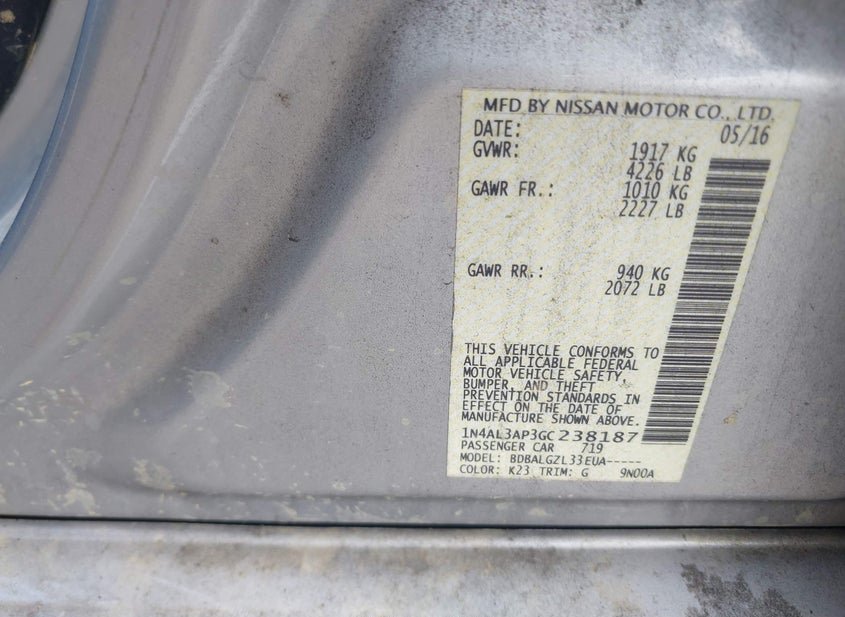 MFD BY NISSAN MOTOR CO., LTD.
DATE: 05/16
GVWR: 1917 KG
4226 LB
GAWR FR.: 1010 KG
2227 LB
GAWR RR.: 940 KG
2072 LB
THIS VEHICLE CONFORMS TO
ALL APPLICABLE FEDERAL
MOTOR VEHICLE SAFETY,
BUMPER, AND THEFT
PREVENTION STANDARDS IN
EFFECT ON THE DATE OF
MANUFACTURE SHOWN ABOVE.
1N4AL3AP3GC238187
PASSENGER CAR 719
MODEL: BDBALGZL33EUA-----
COLOR: K23 TRIM: G 9N00A